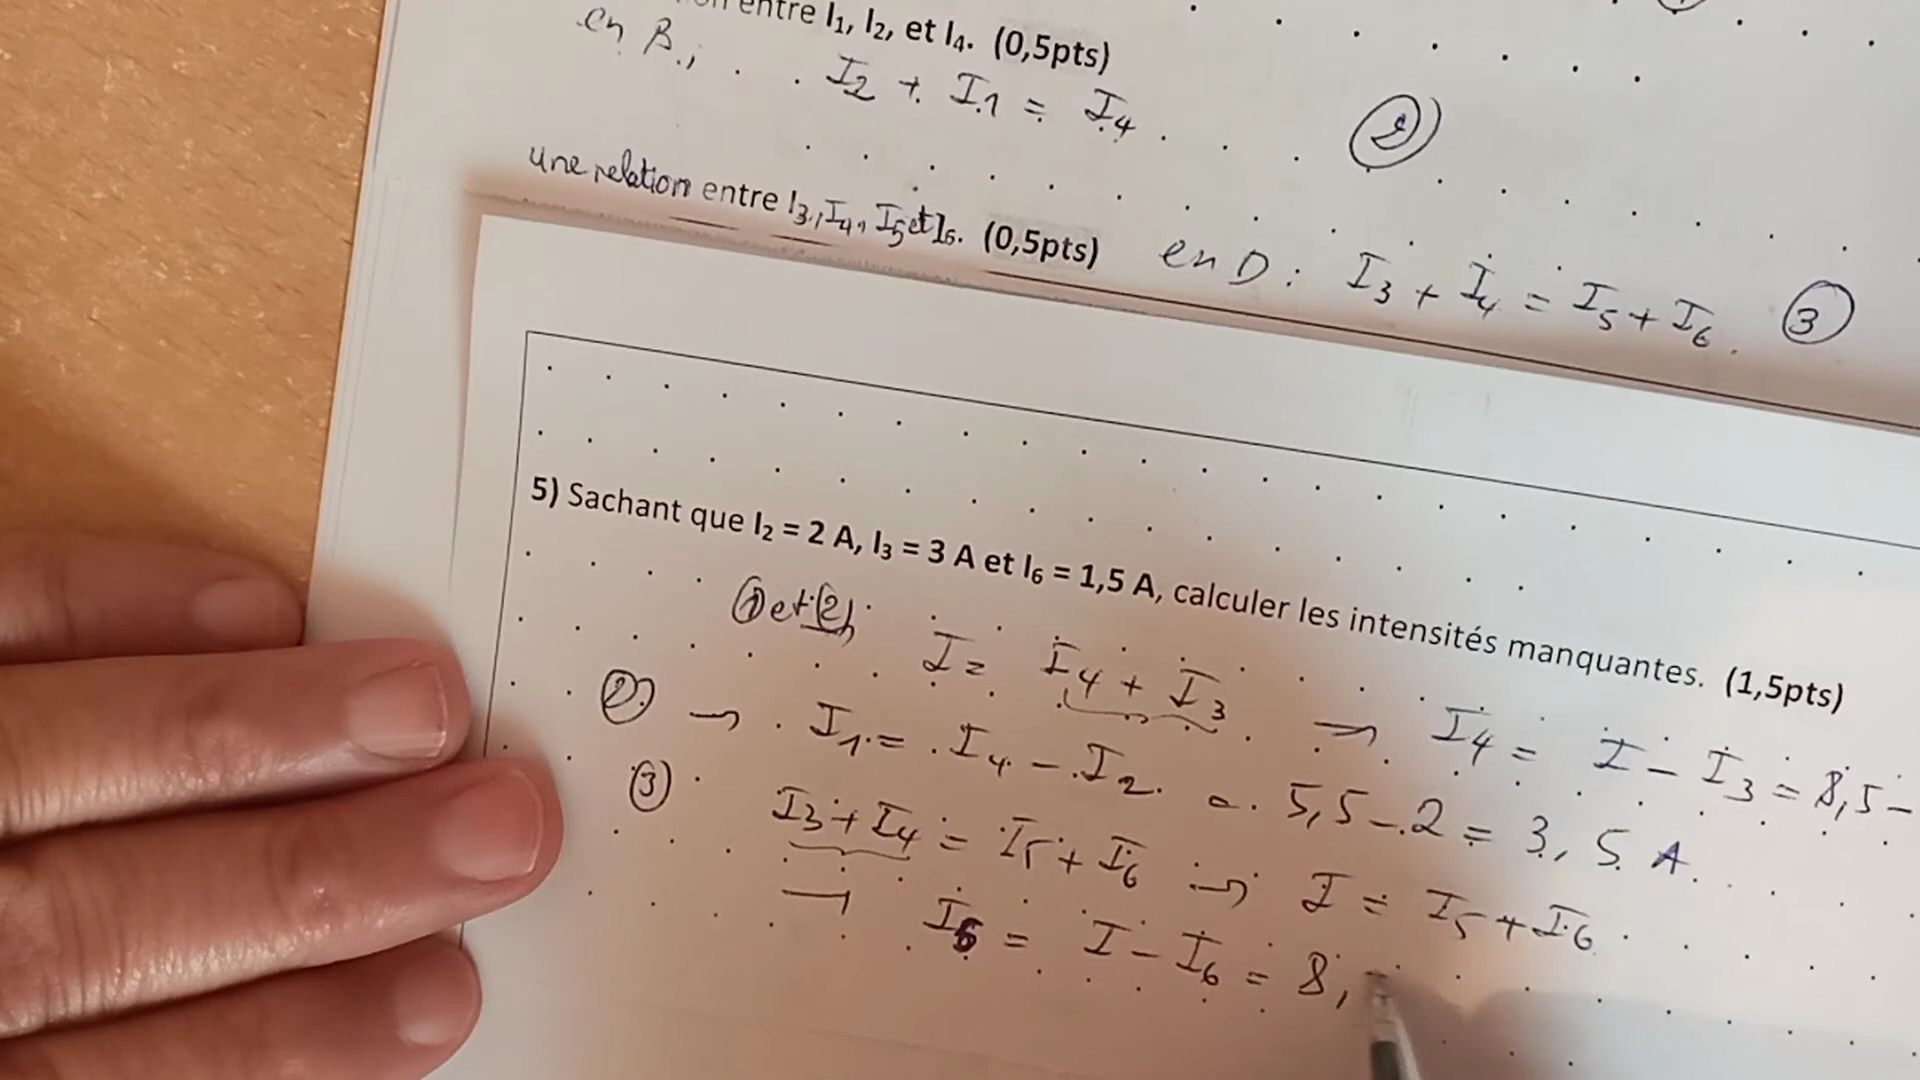 entre I₁, I₂, et I₄. (0,5pts)
en B, I₂ + I₁ = I₄ ②
une relation entre I₃, I₄, I₅ et I₆. (0,5pts) en D : I₃ + I₄ = I₅ + I₆ ③
5) Sachant que I₂ = 2 A, I₃ = 3 A et I₆ = 1,5 A, calculer les intensités manquantes. (1,5pts)
① et ②, I = I₄ + I₃ → I₄ = I - I₃ = 8,5 -
② → I₁ = I₄ - I₂ = 5,5 - 2 = 3,5 A
③ I₃ + I₄ = I₅ + I₆ → I = I₅ + I₆
→ I₅ = I - I₆ = 8,